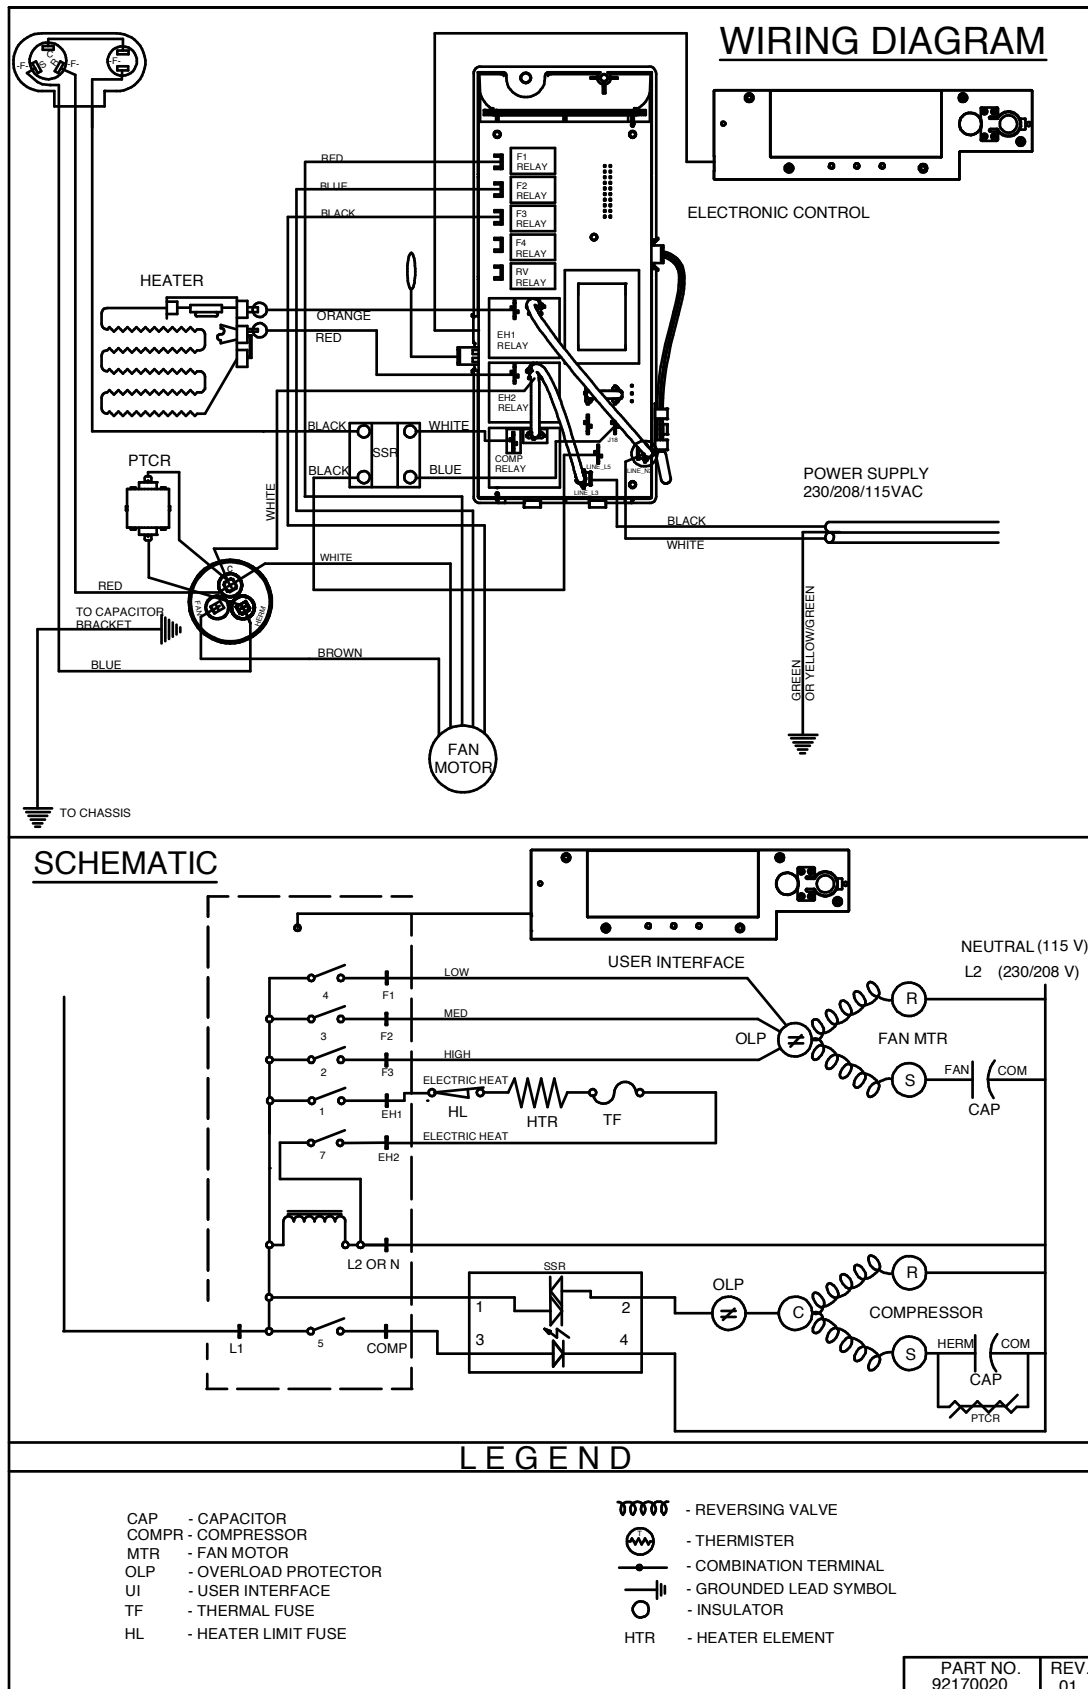 WIRING DIAGRAM
C
S
R
-F-
-F-
-F-
RED
BLUE
BLACK
F1
RELAY
F2
RELAY
F3
RELAY
F4
RELAY
RV
RELAY
ELECTRONIC CONTROL
HEATER
ORANGE
RED
EH1
RELAY
EH2
RELAY
COMP
RELAY
J18
LINE_L5
LINE_N2
LINE_L3
BLACK
WHITE
SSR
BLACK
BLUE
PTCR
WHITE
POWER SUPPLY
230/208/115VAC
BLACK
WHITE
WHITE
C
FAN
HERM
RED
TO CAPACITOR
BRACKET
BLUE
BROWN
GREEN
OR YELLOW/GREEN
FAN
MOTOR
TO CHASSIS
SCHEMATIC
USER INTERFACE
NEUTRAL (115 V)
L2 (230/208 V)
LOW
4
F1
MED
3
F2
HIGH
2
F3
OLP
R
FAN MTR
S
FAN
COM
CAP
ELECTRIC HEAT
1
EH1
HL
HTR
TF
ELECTRIC HEAT
7
EH2
L2 OR N
SSR
1
2
3
4
OLP
C
R
COMPRESSOR
S
HERM
COM
CAP
PTCR
L1
5
COMP
LEGEND
CAP - CAPACITOR
COMPR - COMPRESSOR
MTR - FAN MOTOR
OLP - OVERLOAD PROTECTOR
UI - USER INTERFACE
TF - THERMAL FUSE
HL - HEATER LIMIT FUSE
- REVERSING VALVE
T
- THERMISTER
- COMBINATION TERMINAL
- GROUNDED LEAD SYMBOL
- INSULATOR
HTR - HEATER ELEMENT
PART NO.
92170020
REV.
01